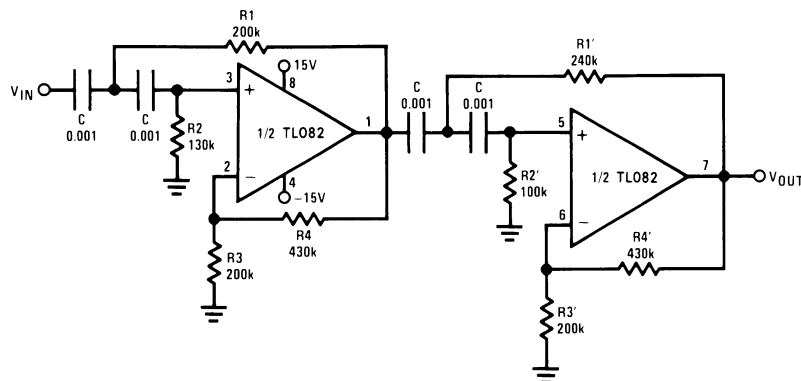 R1
200k
15V
VIN
C
0.001
C
0.001
R2
130k
3
+
8
1/2 TL082
1
2
−
4
−15V
R4
430k
R3
200k
C
0.001
C
0.001
R1'
240k
5
+
R2'
100k
1/2 TL082
7
VOUT
6
−
R4'
430k
R3'
200k